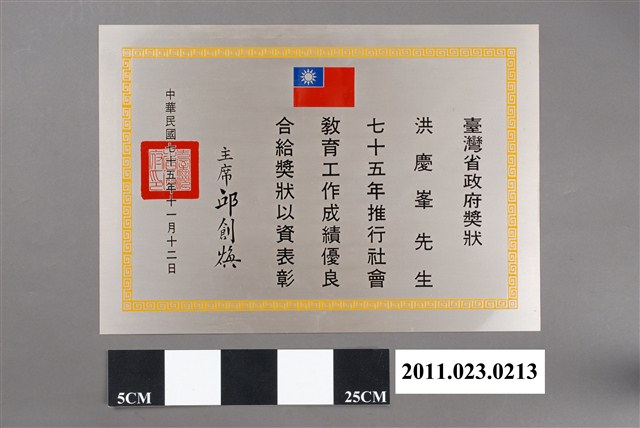 臺灣省政府獎狀
洪慶峯先生
七十五年推行社會
教育工作成績優良
合給獎狀以資表彰
主席 邱創煥
中華民國七十五年十一月十二日
5CM
25CM
2011.023.0213